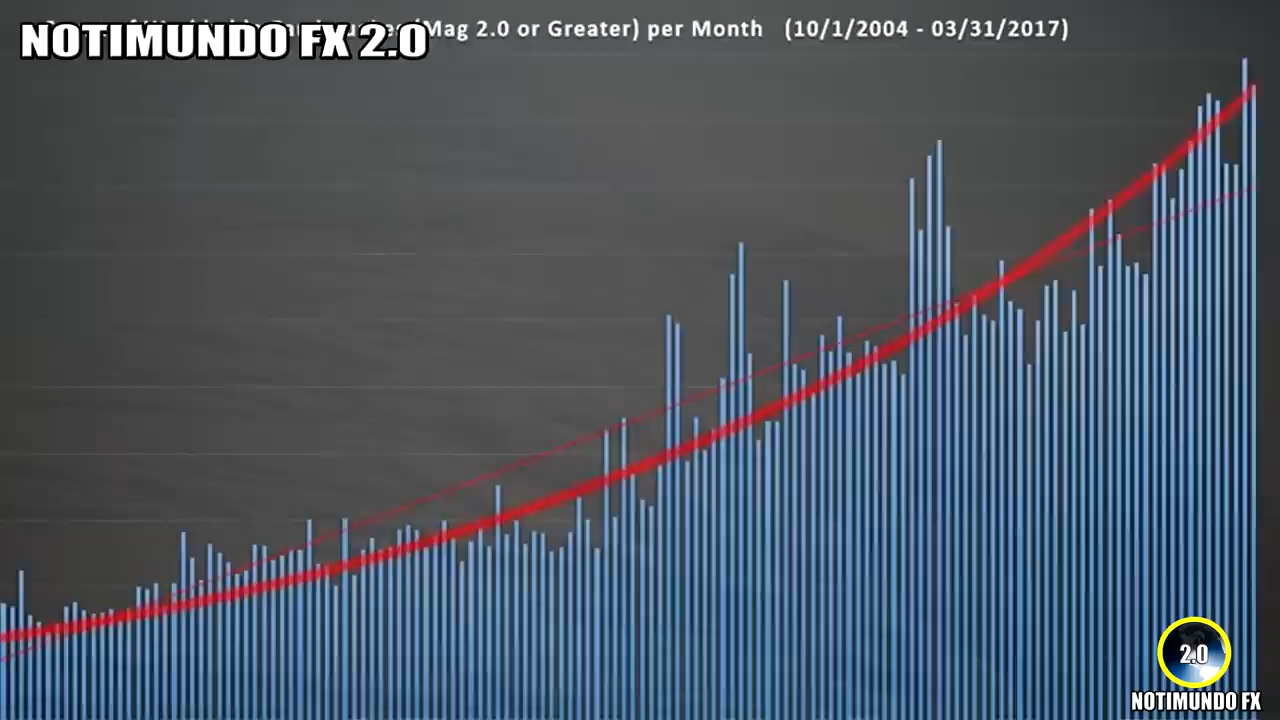 NOTIMUNDO FX 2.0
(Mag 2.0 or Greater) per Month (10/1/2004 - 03/31/2017)
2.0
NOTIMUNDO FX